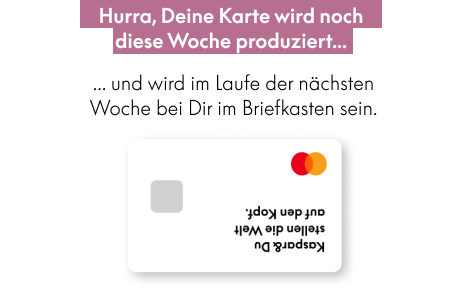 Hurra, Deine Karte wird noch
diese Woche produziert...
... und wird im Laufe der nächsten
Woche bei Dir im Briefkasten sein.
Kaspar& Du
stellen die Welt
auf den Kopf.